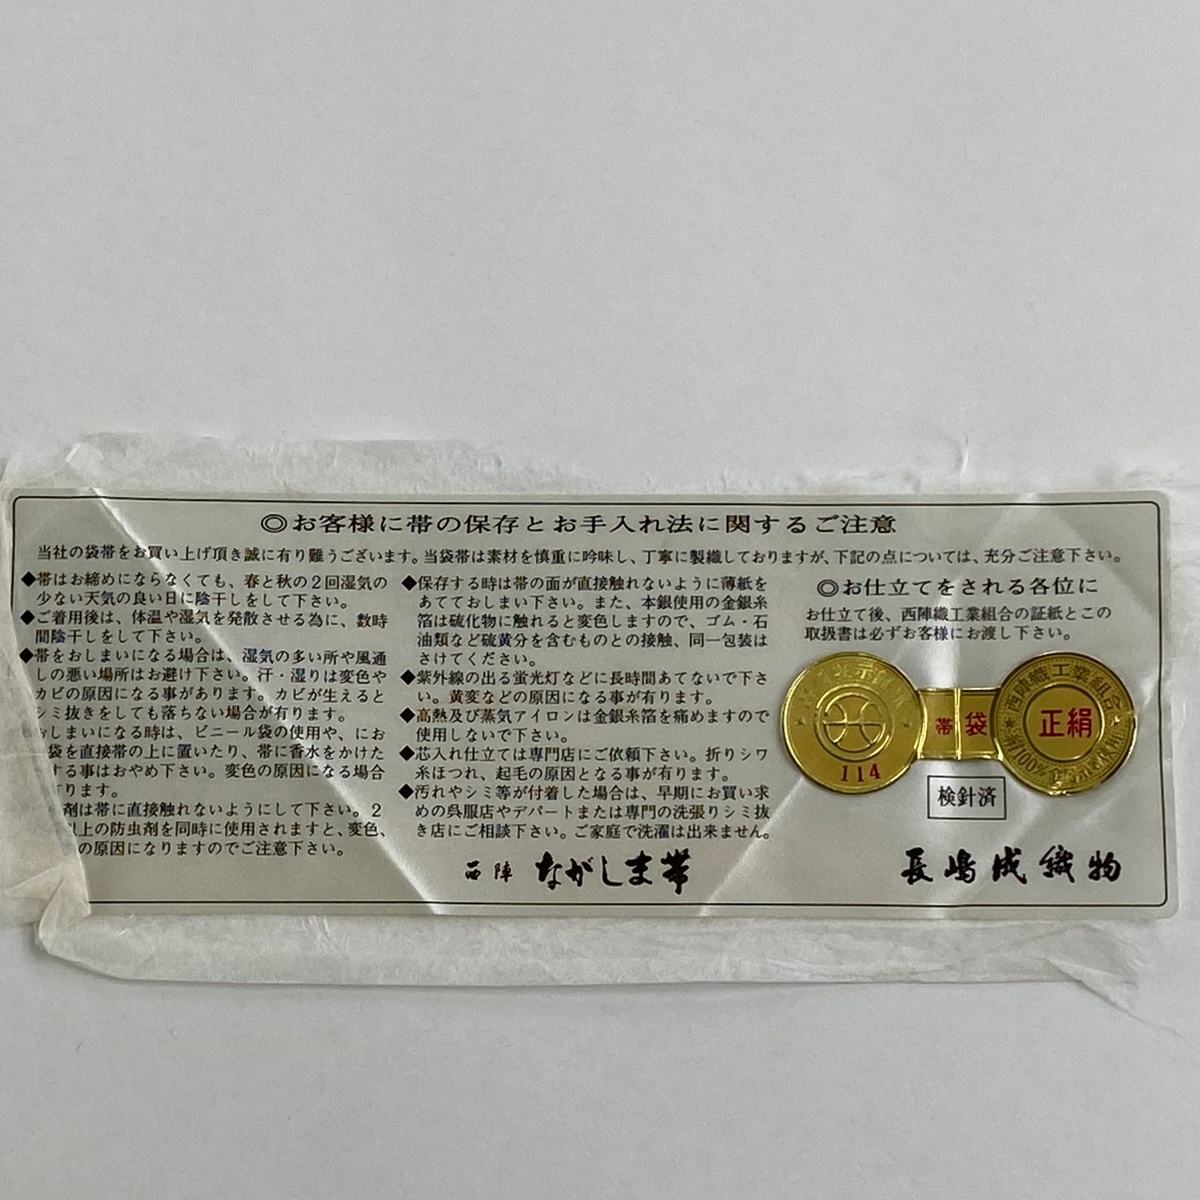 ◎お客様に帯の保存とお手入れ法に関するご注意
当社の袋帯をお買い上げ頂き誠に有り難うございます。当袋帯は素材を慎重に吟味し、丁寧に製織しておりますが、下記の点については、充分ご注意下さい。
◆帯はお締めにならなくても、春と秋の2回湿気の
少ない天気の良い日に陰干しをして下さい。
◆ご着用後は、体温や湿気を発散させる為に、数時
間陰干しをして下さい。
◆帯をおしまいになる場合は、湿気の多い所や風通
しの悪い場所はお避け下さい。汗・湿りは変色や
カビの原因になる事があります。カビが生えると
シミ抜きをしても落ちない場合が有ります。
おしまいになる時は、ビニール袋の使用や、にお
袋を直接帯の上に置いたり、帯に香水をかけた
する事はおやめ下さい。変色の原因になる場合
有ります。
剤は帯に直接触れないようにして下さい。2
以上の防虫剤を同時に使用されますと、変色、
の原因になりますのでご注意下さい。
◆保存する時は帯の面が直接触れないように薄紙を
あてておしまい下さい。また、本銀使用の金銀糸
箔は硫化物に触れると変色しますので、ゴム・石
油類など硫黄分を含むものとの接触、同一包装は
さけてください。
◆紫外線の出る蛍光灯などに長時間あてないで下さ
い。黄変などの原因になる事が有ります。
◆高熱及び蒸気アイロンは金銀糸箔を痛めますので
使用しないで下さい。
◆芯入れ仕立ては専門店にご依頼下さい。折りシワ
糸ほつれ、起毛の原因となる事が有ります。
◆汚れやシミ等が付着した場合は、早期にお買い求
めの呉服店やデパートまたは専門の洗張りシミ抜
き店にご相談下さい。ご家庭で洗濯は出来ません。
◎お仕立てをされる各位に
お仕立て後、西陣織工業組合の証紙とこの
取扱書は必ずお客様にお渡し下さい。
114
帯袋
西陣織工業組合
正絹
検針済
西陣 ながしま帯
長嶋成織物